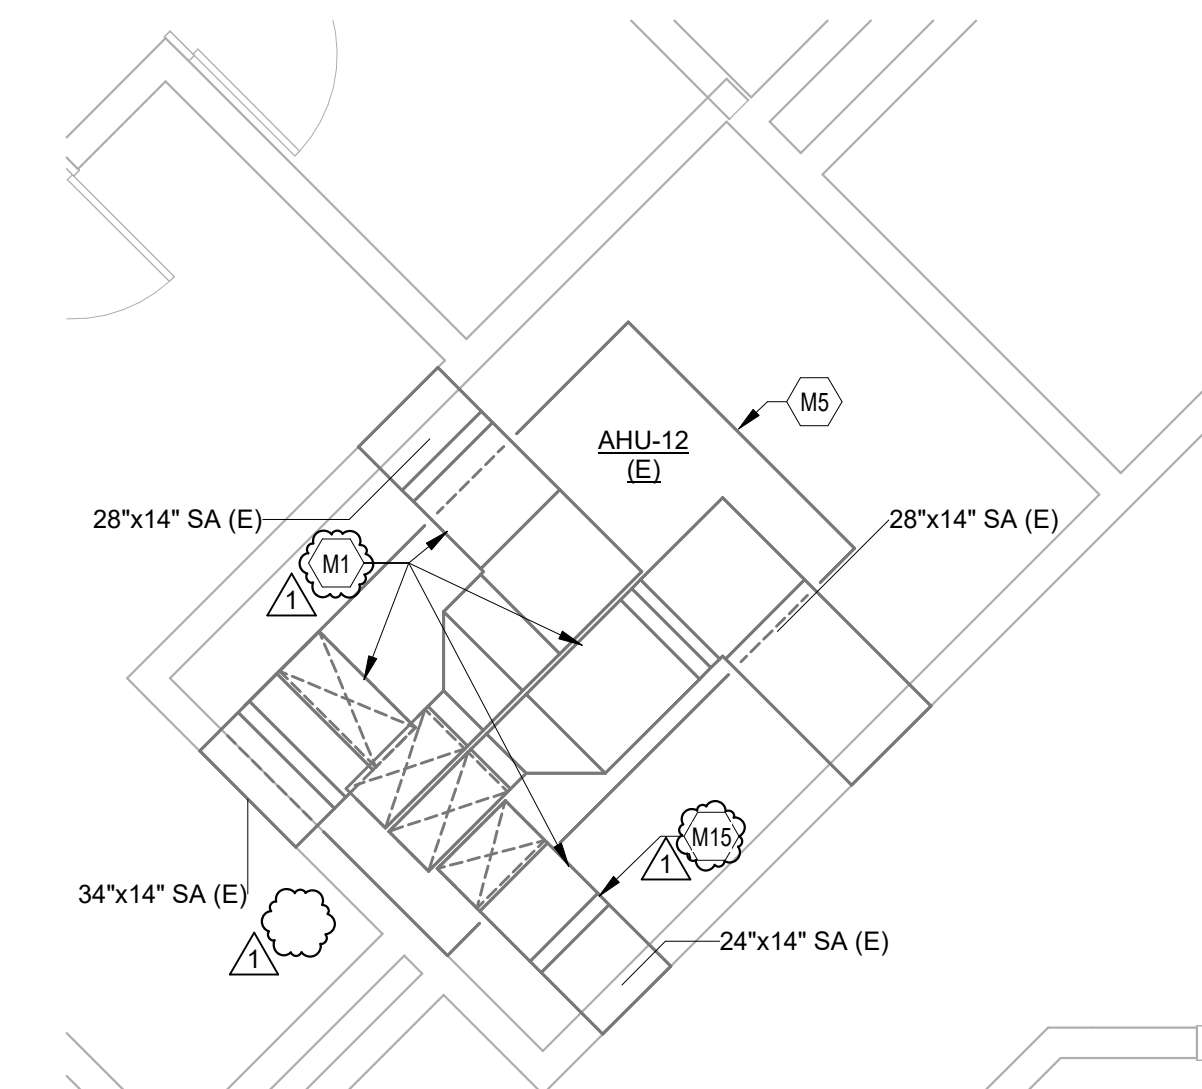 M5
AHU-12
(E)
28"x14" SA (E)
28"x14" SA (E)
M1
1
M15
1
34"x14" SA (E)
1
24"x14" SA (E)